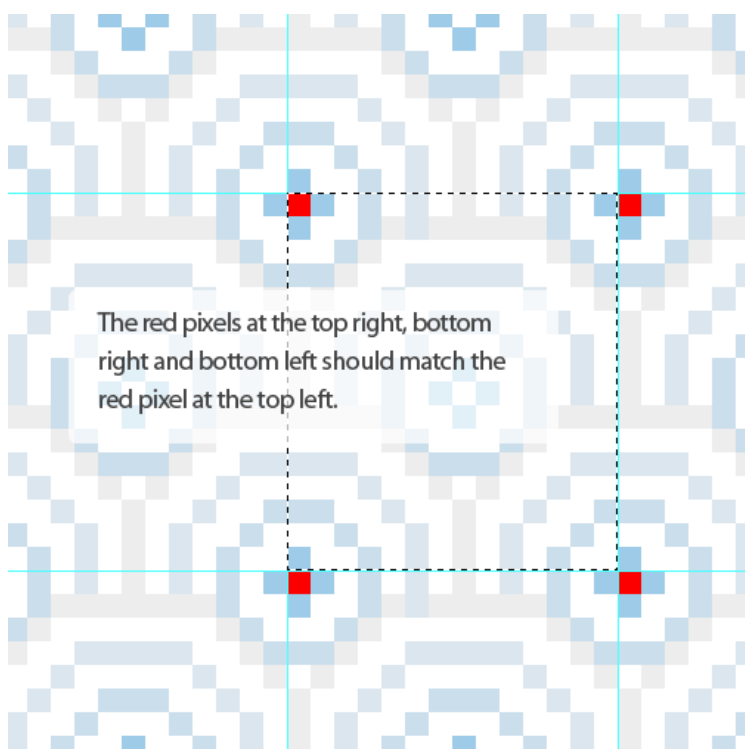 The red pixels at the top right, bottom
right and bottom left should match the
red pixel at the top left.